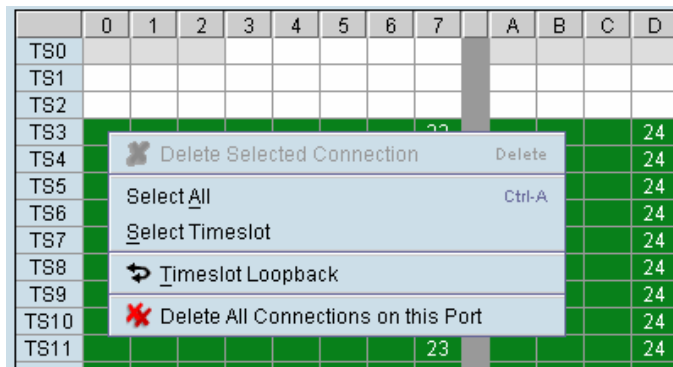 0 1 2 3 4 5 6 7 A B C D
TS0
TS1
TS2
TS3 24
TS4 24
TS5 24
TS6 24
TS7 24
TS8 24
TS9 24
TS10 24
TS11 23 24
Delete Selected Connection Delete
Select All Ctrl-A
Select Timeslot
Timeslot Loopback
Delete All Connections on this Port